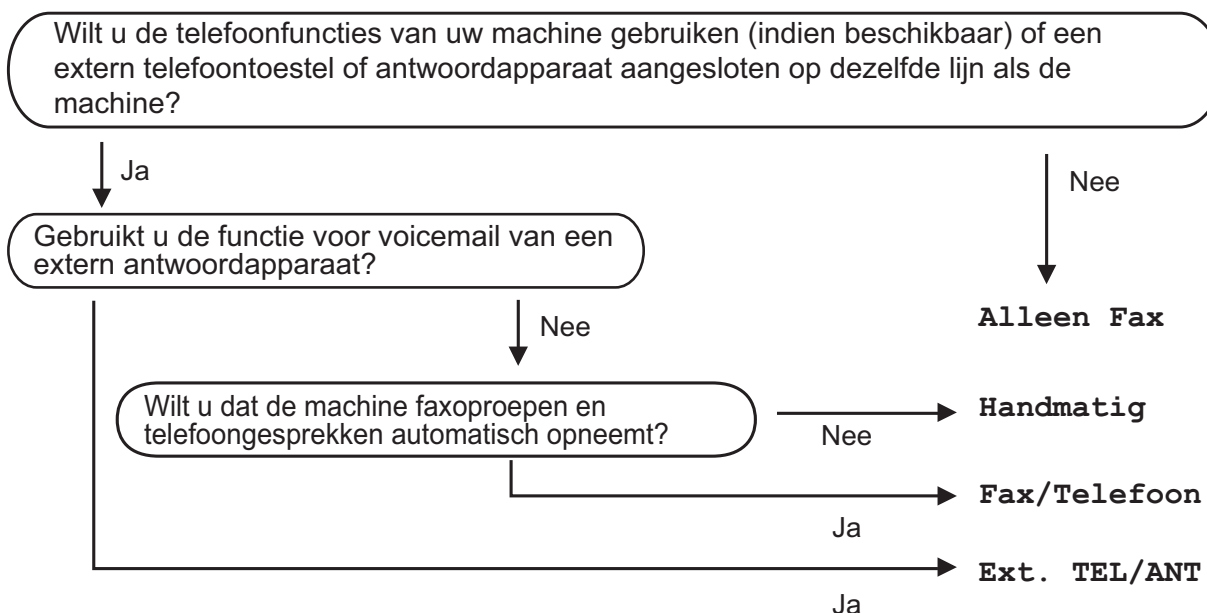 Wilt u de telefoonfuncties van uw machine gebruiken (indien beschikbaar) of een
extern telefoontoestel of antwoordapparaat aangesloten op dezelfde lijn als de
machine?
Ja
Nee
Gebruikt u de functie voor voicemail van een
extern antwoordapparaat?
Nee
Alleen Fax
Wilt u dat de machine faxoproepen en
telefoongesprekken automatisch opneemt?
Nee
Handmatig
Ja
Fax/Telefoon
Ja
Ext. TEL/ANT